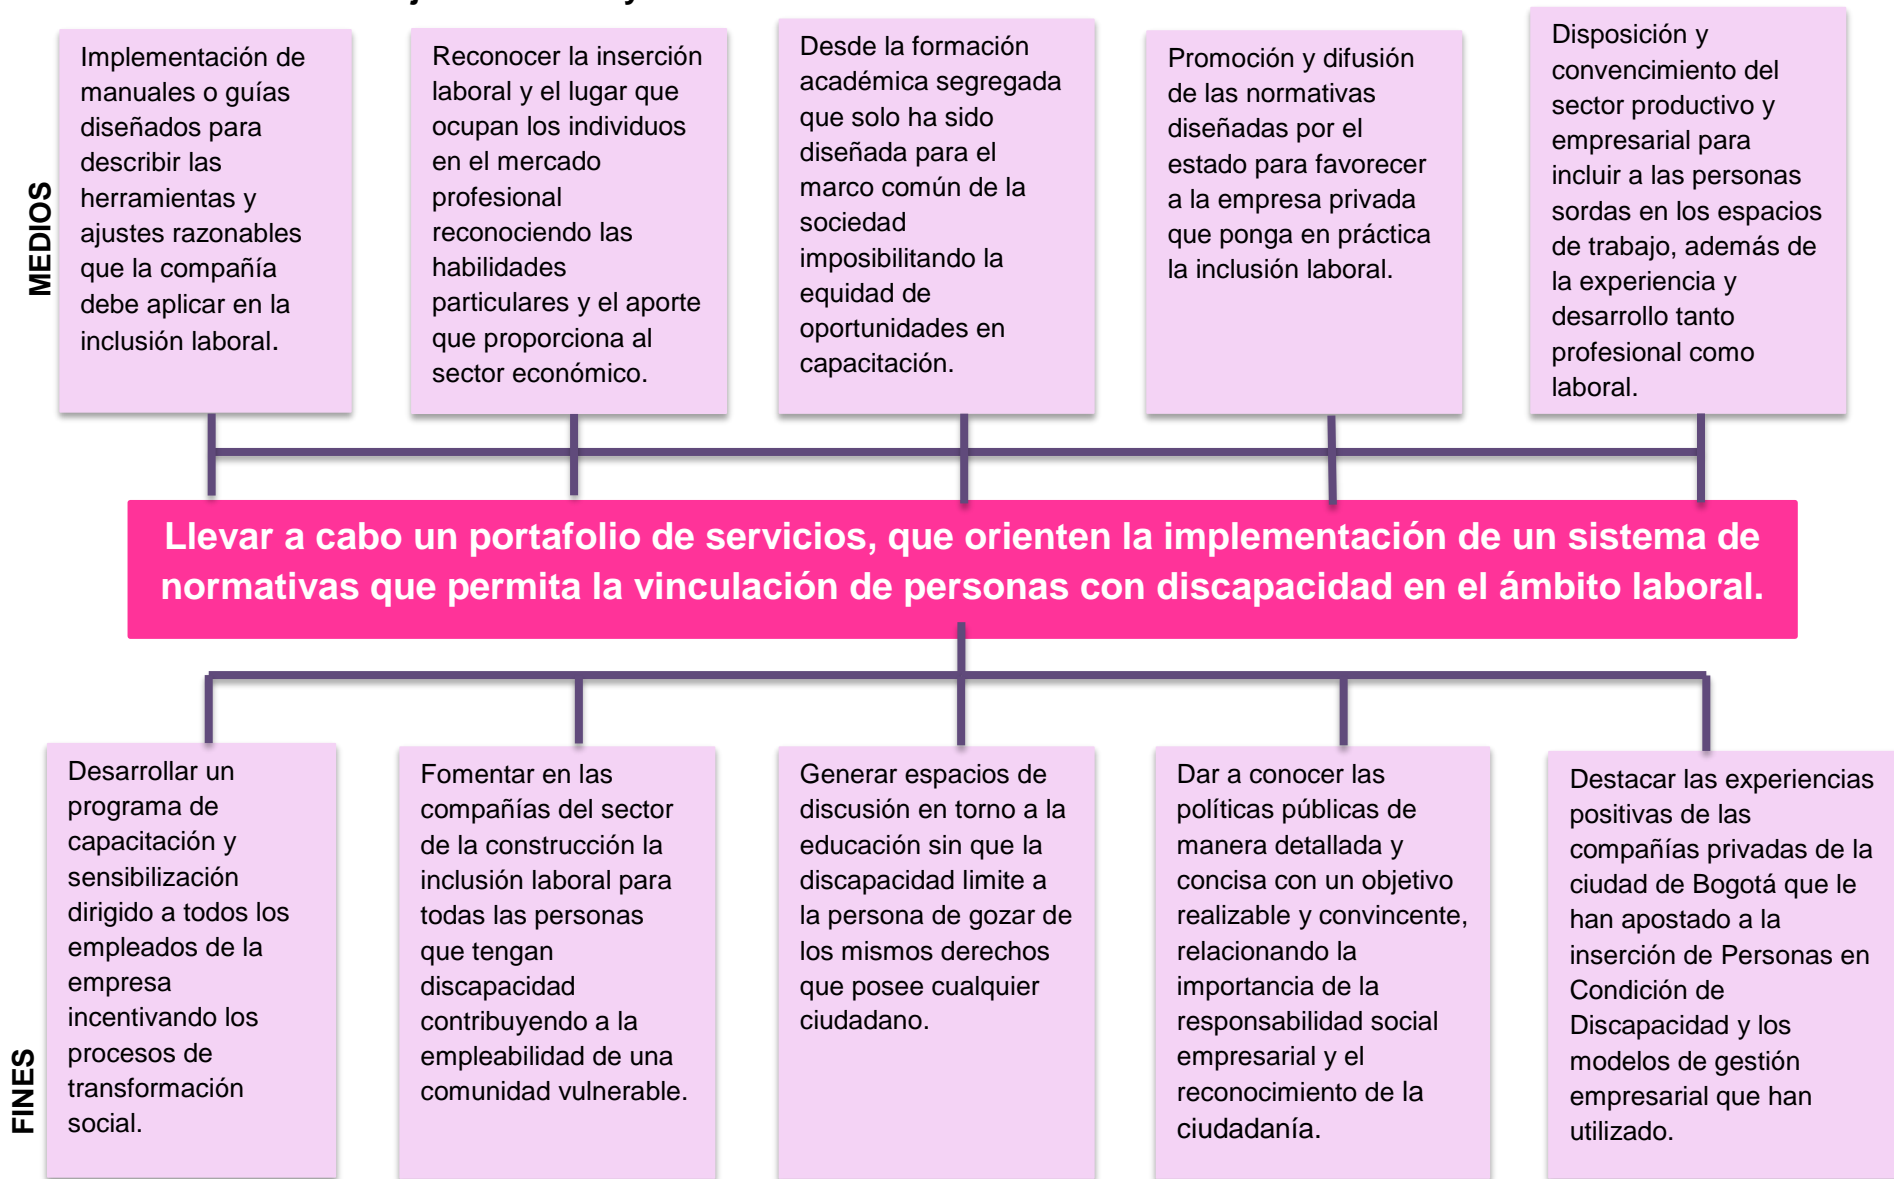 MEDIOS
Implementación de
manuales o guías
diseñados para
describir las
herramientas y
ajustes razonables
que la compañía
debe aplicar en la
inclusión laboral.
Reconocer la inserción
laboral y el lugar que
ocupan los individuos
en el mercado
profesional
reconociendo las
habilidades
particulares y el aporte
que proporciona al
sector económico.
Desde la formación
académica segregada
que solo ha sido
diseñada para el
marco común de la
sociedad
imposibilitando la
equidad de
oportunidades en
capacitación.
Promoción y difusión
de las normativas
diseñadas por el
estado para favorecer
a la empresa privada
que ponga en práctica
la inclusión laboral.
Disposición y
convencimiento del
sector productivo y
empresarial para
incluir a las personas
sordas en los espacios
de trabajo, además de
la experiencia y
desarrollo tanto
profesional como
laboral.
Llevar a cabo un portafolio de servicios, que orienten la implementación de un sistema de
normativas que permita la vinculación de personas con discapacidad en el ámbito laboral.
FINES
Desarrollar un
programa de
capacitación y
sensibilización
dirigido a todos los
empleados de la
empresa
incentivando los
procesos de
transformación
social.
Fomentar en las
compañías del sector
de la construcción la
inclusión laboral para
todas las personas
que tengan
discapacidad
contribuyendo a la
empleabilidad de una
comunidad vulnerable.
Generar espacios de
discusión en torno a la
educación sin que la
discapacidad limite a
la persona de gozar de
los mismos derechos
que posee cualquier
ciudadano.
Dar a conocer las
políticas públicas de
manera detallada y
concisa con un objetivo
realizable y convincente,
relacionando la
importancia de la
responsabilidad social
empresarial y el
reconocimiento de la
ciudadanía.
Destacar las experiencias
positivas de las
compañías privadas de la
ciudad de Bogotá que le
han apostado a la
inserción de Personas en
Condición de
Discapacidad y los
modelos de gestión
empresarial que han
utilizado.